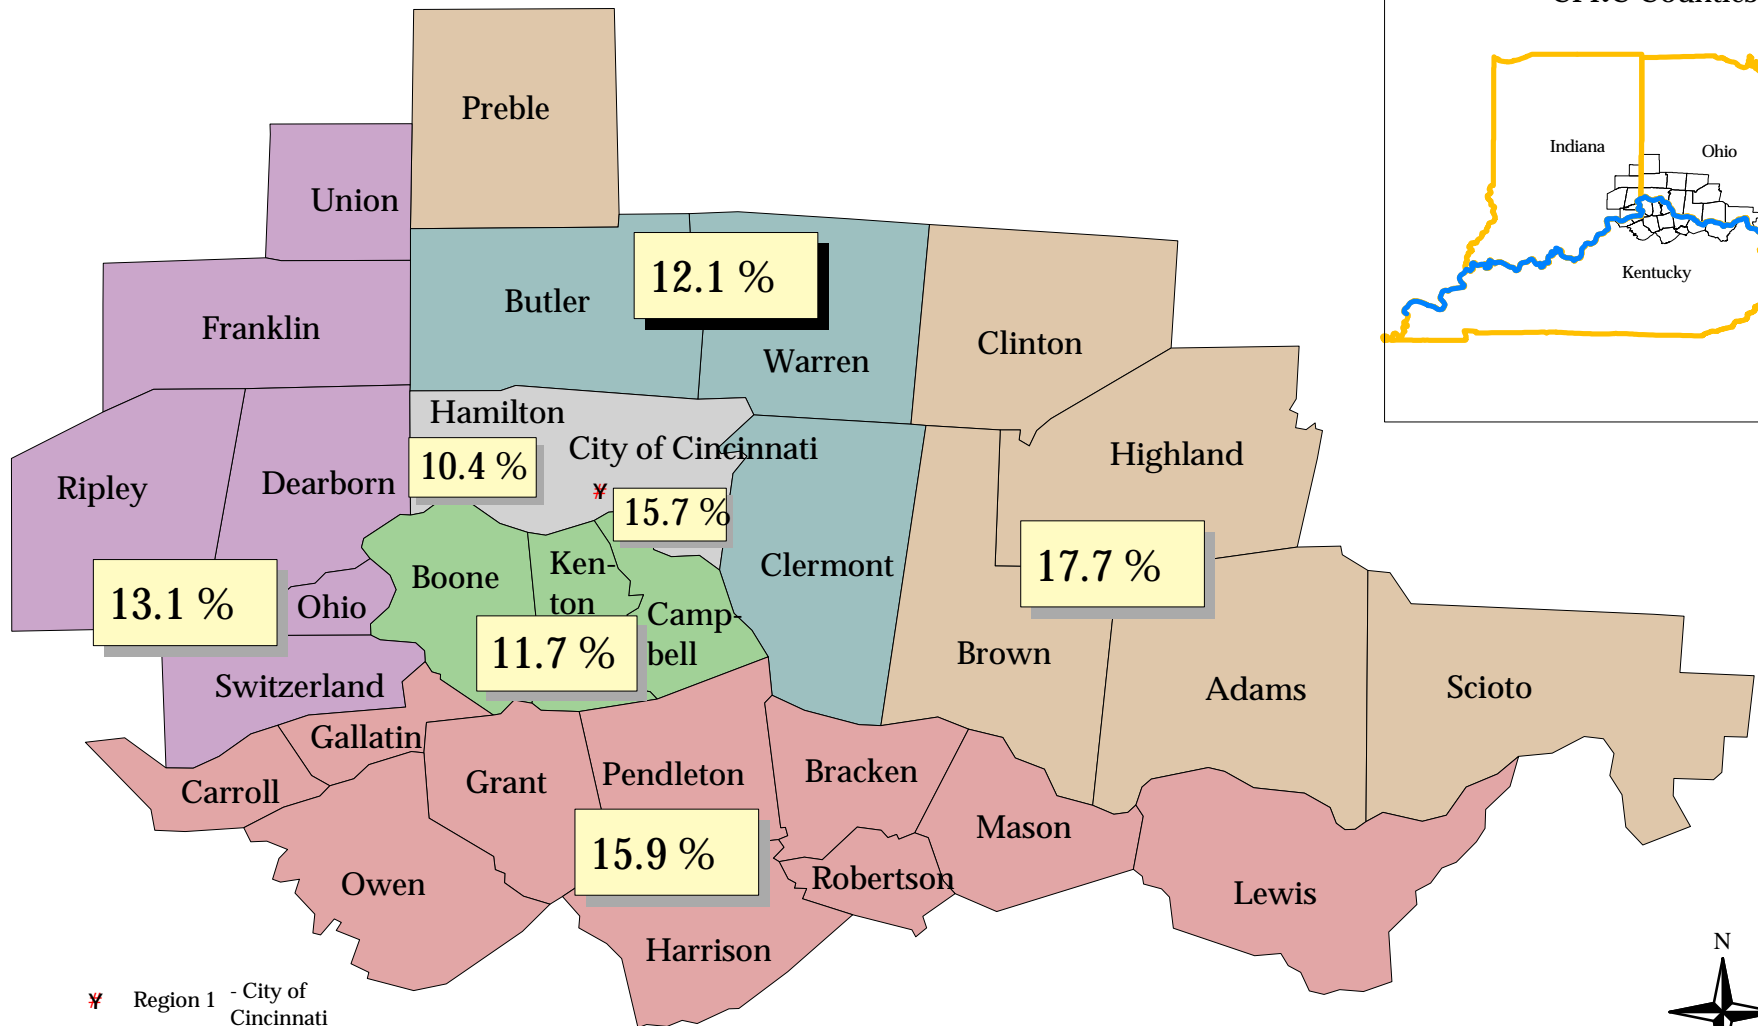 Preble
Union
12.1 %
Butler
Franklin
Clinton
Warren
Hamilton
City of Cincinnati
Highland
10.4 %
Ripley
Dearborn
¥
15.7 %
Clermont
17.7 %
Boone
Ken-
ton
13.1 %
Ohio
Camp-
bell
11.7 %
Brown
Switzerland
Adams
Scioto
Gallatin
Carroll
Grant
Pendleton
Bracken
Mason
15.9 %
Owen
Robertson
Lewis
Harrison
¥ Region 1 - City of
Cincinnati
Counties
Indiana
Ohio
Kentucky
N